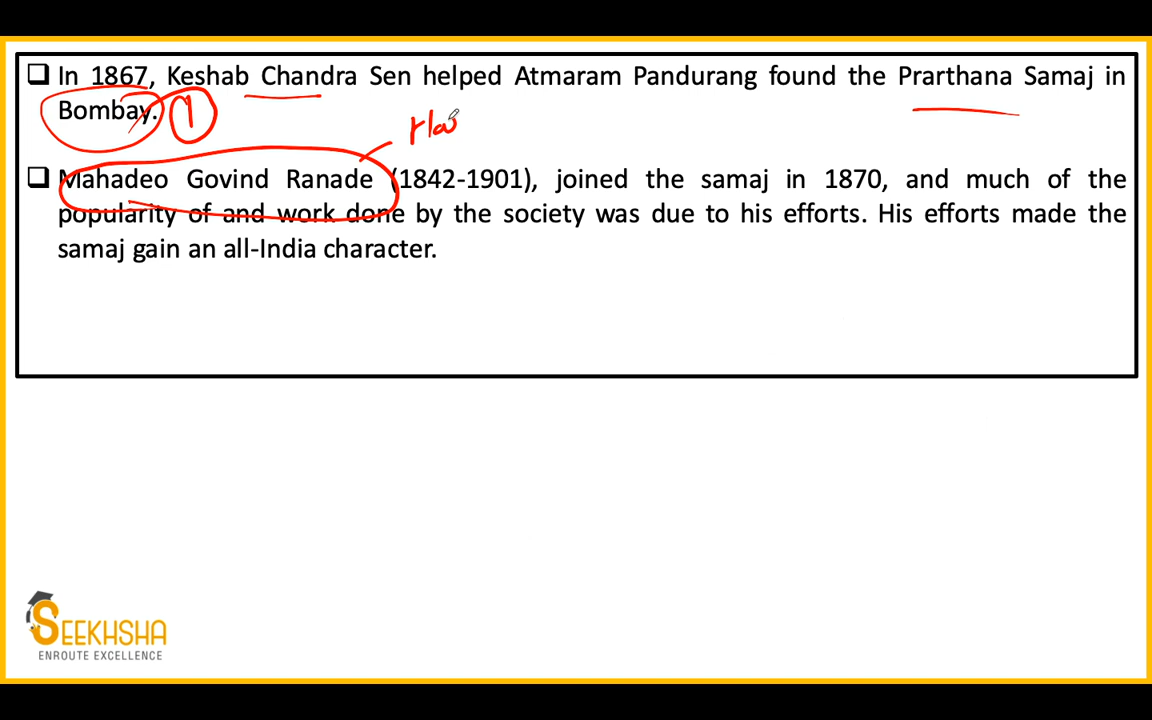 In 1867, Keshab Chandra Sen helped Atmaram Pandurang found the Prarthana Samaj in
Bombay. 1
Mahadeo Govind Ranade (1842-1901), joined the samaj in 1870, and much of the
popularity of and work done by the society was due to his efforts. His efforts made the
samaj gain an all-India character.
SEEKHSHA
ENROUTE EXCELLENCE